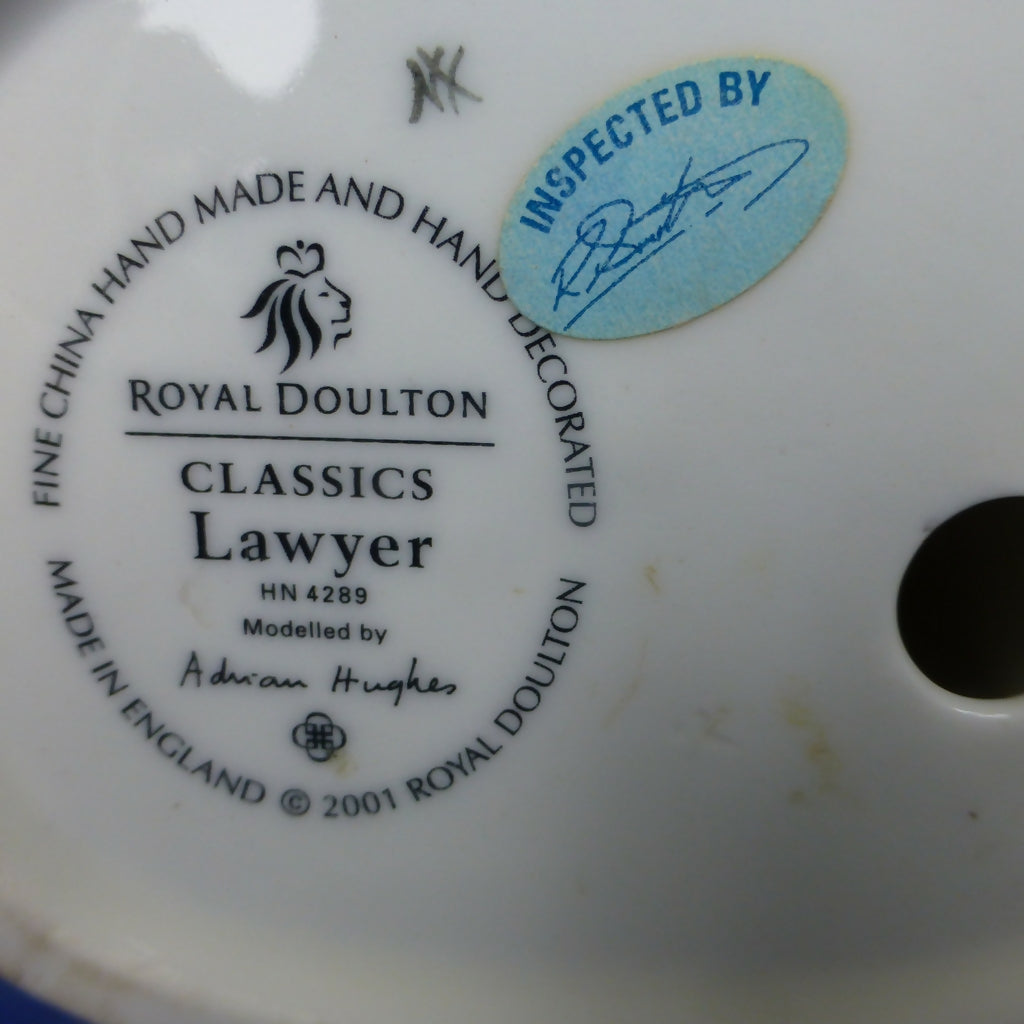 INSPECTED BY
FINE CHINA HAND MADE AND HAND DECORATED
ROYAL DOULTON
CLASSICS
Lawyer
HN 4289
Modelled by
Adrian Hughes
MADE IN ENGLAND © 2001 ROYAL DOULTON